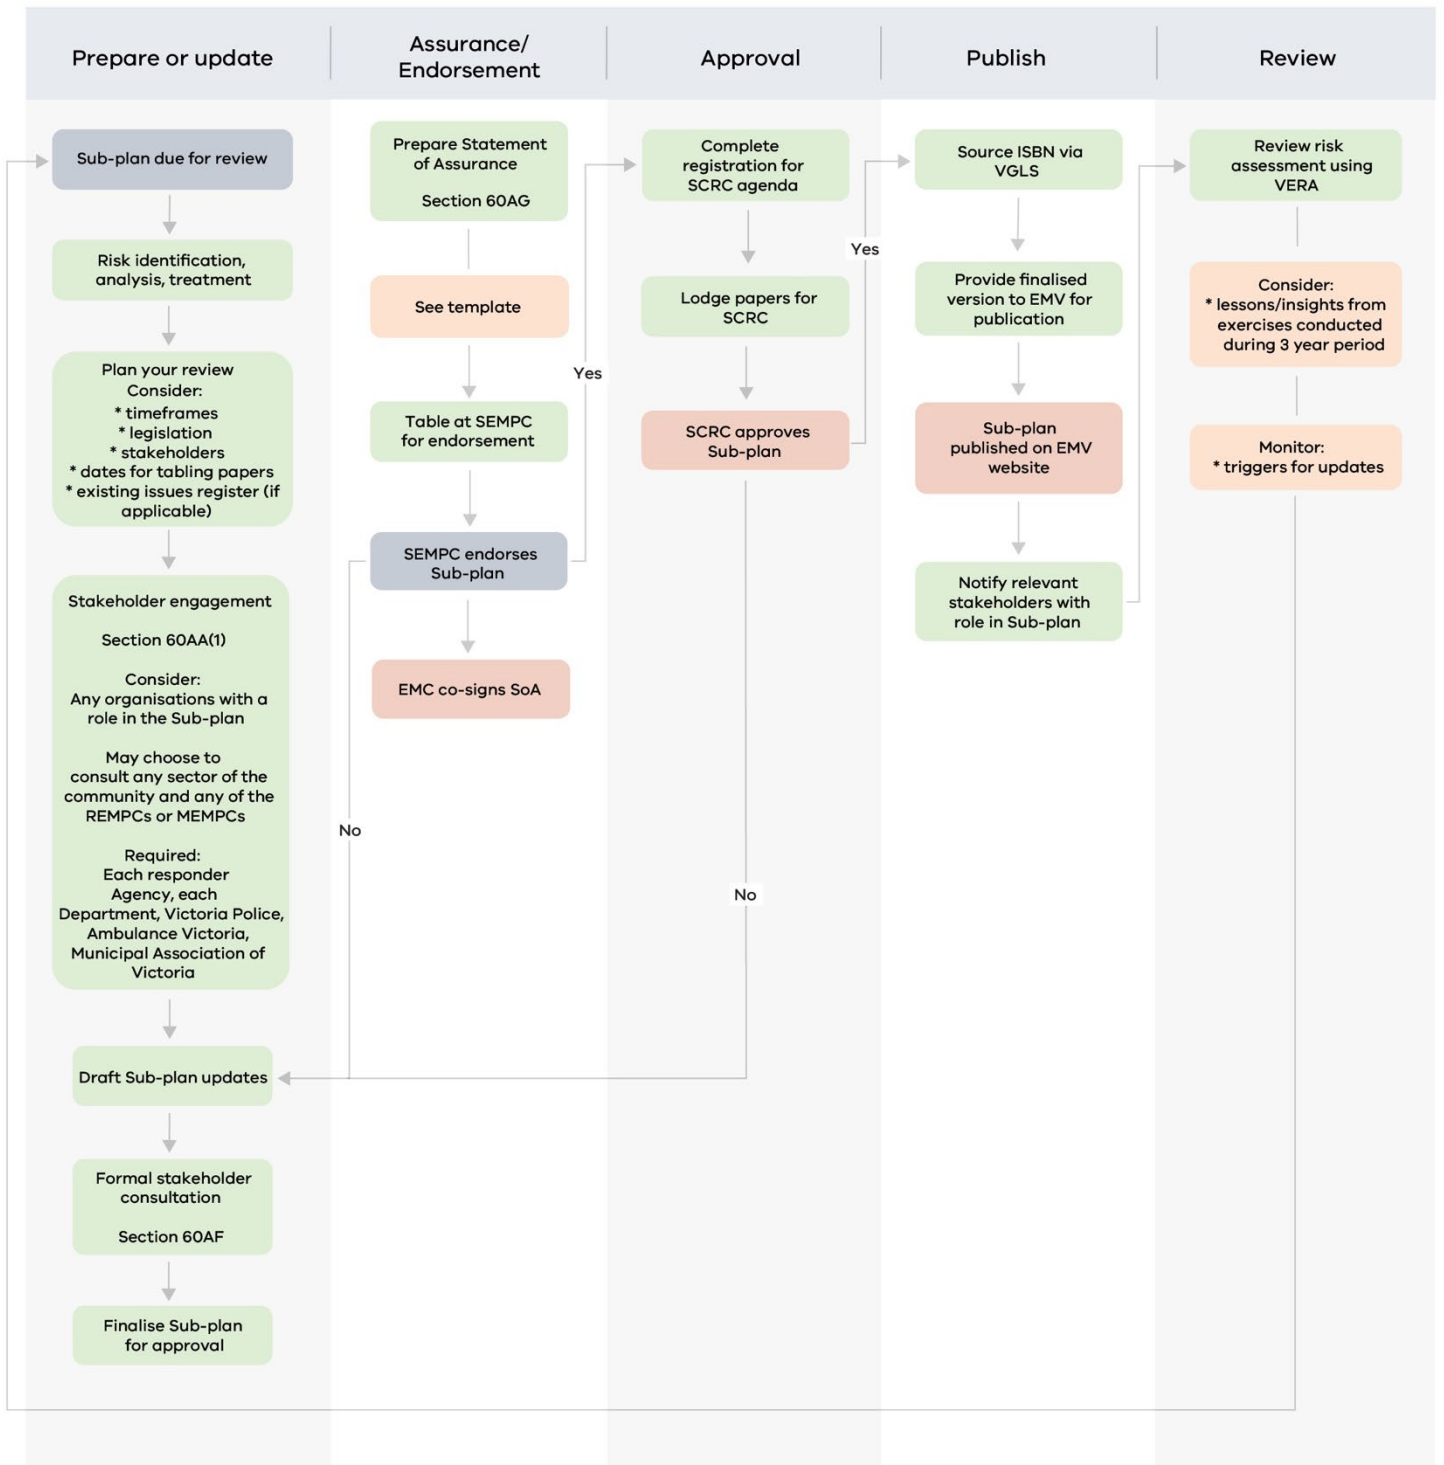 Prepare or update
Assurance/
Endorsement
Approval
Publish
Review
Sub-plan due for review
Risk identification,
analysis, treatment
Plan your review
Consider:
* timeframes
* legislation
* stakeholders
* dates for tabling papers
* existing issues register (if
applicable)
Stakeholder engagement
Section 60AA(1)
Consider:
Any organisations with a
role in the Sub-plan
May choose to
consult any sector of the
community and any of the
REMPCs or MEMPCs
Required:
Each responder
Agency, each
Department, Victoria Police,
Ambulance Victoria,
Municipal Association of
Victoria
Draft Sub-plan updates
Formal stakeholder
consultation
Section 60AF
Finalise Sub-plan
for approval
Prepare Statement
of Assurance
Section 60AG
See template
Table at SEMPC
for endorsement
SEMPC endorses
Sub-plan
EMC co-signs SoA
No
Yes
Complete
registration for
SCRC agenda
Lodge papers for
SCRC
SCRC approves
Sub-plan
No
Yes
Source ISBN via
VGLS
Provide finalised
version to EMV for
publication
Sub-plan
published on EMV
website
Notify relevant
stakeholders with
role in Sub-plan
Review risk
assessment using
VERA
Consider:
* lessons/insights from
exercises conducted
during 3 year period
Monitor:
* triggers for updates